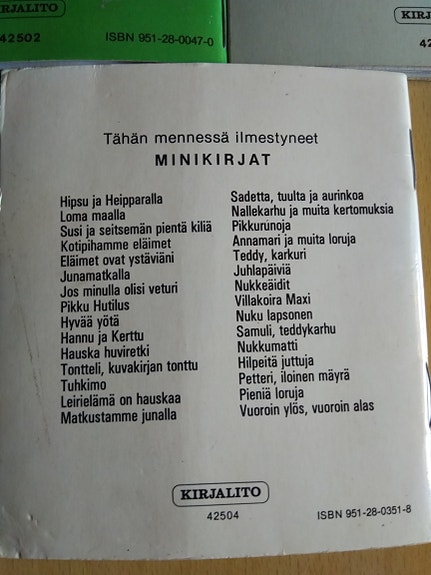 KIRJALITO
42502
ISBN 951-28-0047-0
42
Tähän mennessä ilmestyneet
MINIKIRJAT
Hipsu ja Heipparalla
Loma maalla
Susi ja seitsemän pientä kiliä
Kotipihamme eläimet
Eläimet ovat ystäviäni
Junamatkalla
Jos minulla olisi veturi
Pikku Hutilus
Hyvää yötä
Hannu ja Kerttu
Hauska huviretki
Tontteli, kuvakirjan tonttu
Tuhkimo
Leirielämä on hauskaa
Matkustamme junalla
Sadetta, tuulta ja aurinkoa
Nallekarhu ja muita kertomuksia
Pikkurunoja
Annamari ja muita loruja
Teddy, karkuri
Juhlapäiviä
Nukkeäidit
Villakoira Maxi
Nuku lapsonen
Samuli, teddykarhu
Nukkumatti
Hilpeitä juttuja
Petteri, iloinen mäyrä
Pieniä loruja
Vuoroin ylös, vuoroin alas
KIRJALITO
42504
ISBN 951-28-0351-8